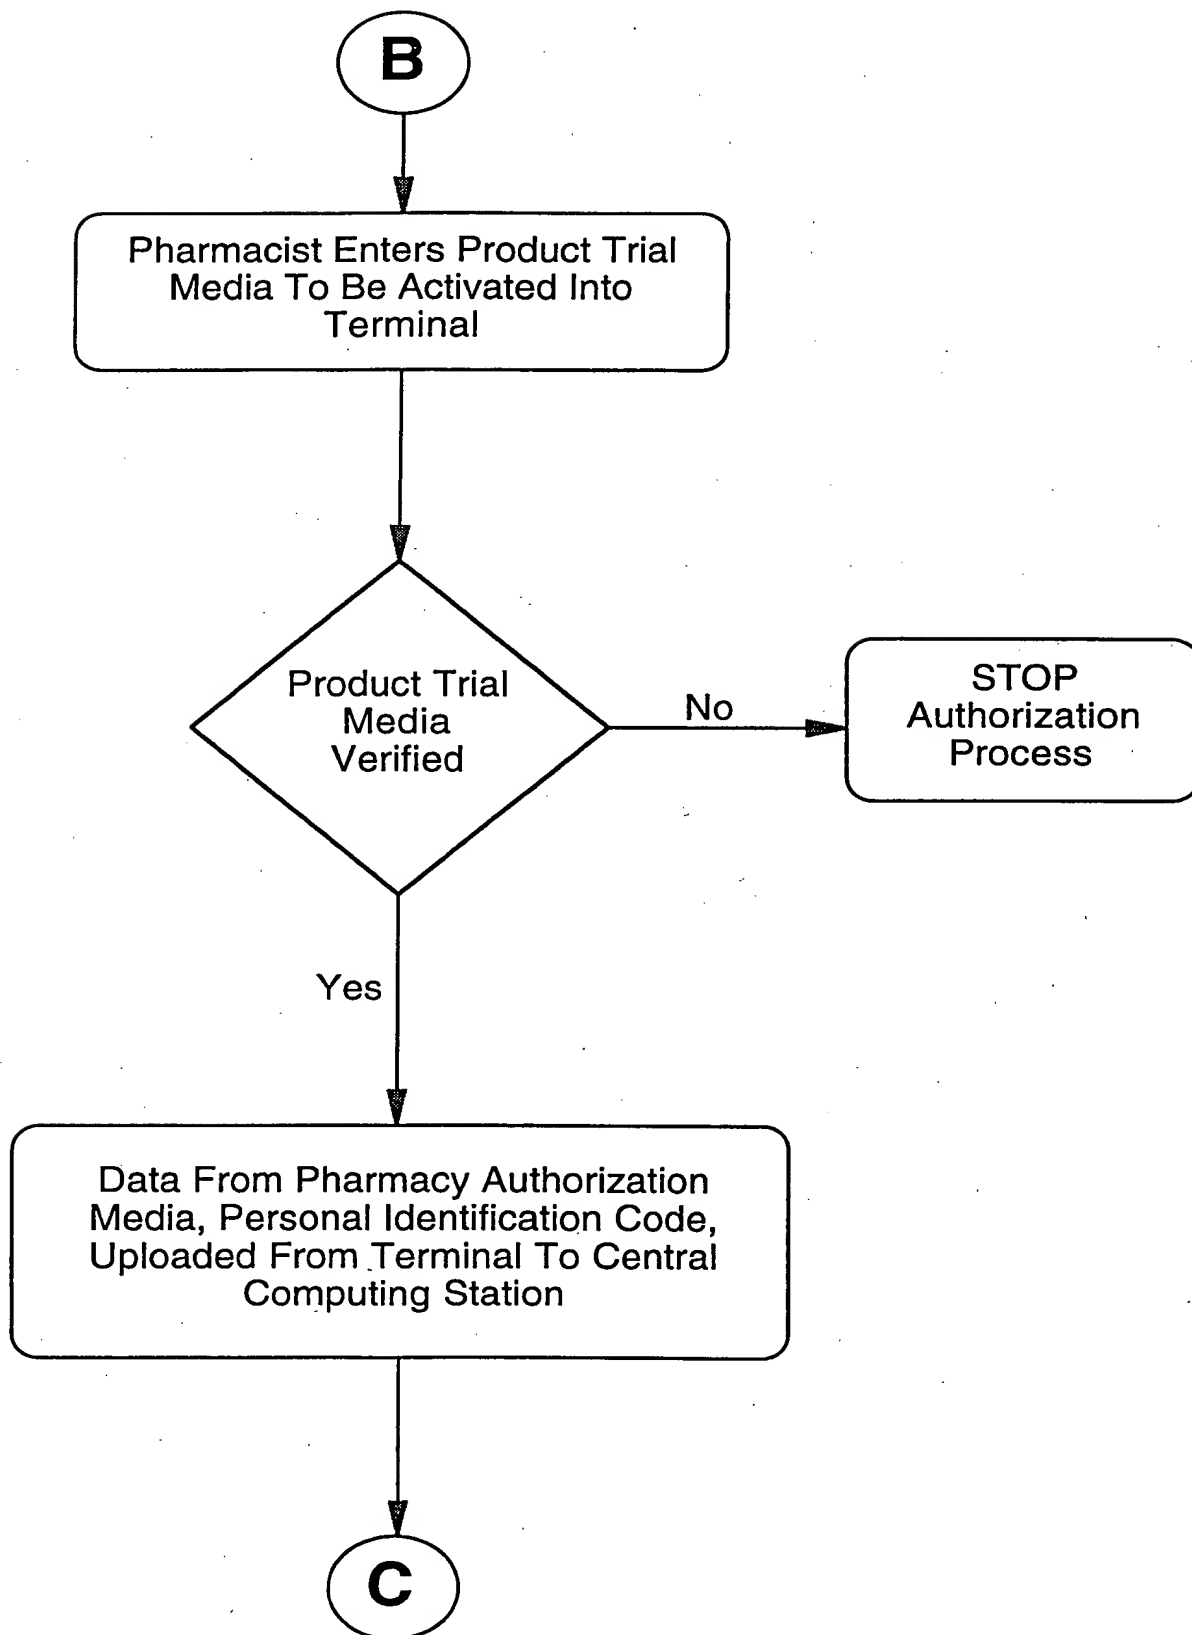 B
Pharmacist Enters Product Trial
Media To Be Activated Into
Terminal
Product Trial
Media
Verified
No
STOP
Authorization
Process
Yes
Data From Pharmacy Authorization
Media, Personal Identification Code,
Uploaded From Terminal To Central
Computing Station
C